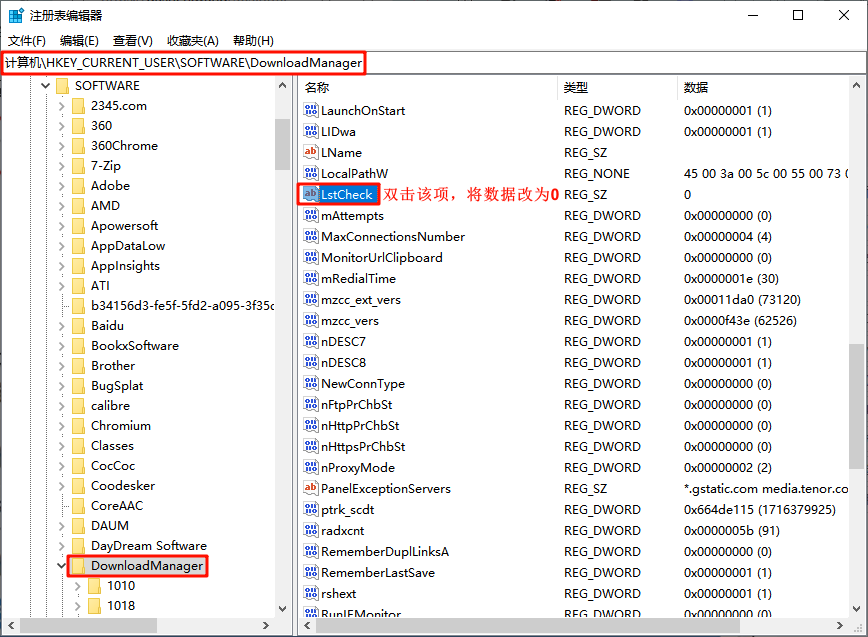 注册表编辑器
文件(F) 编辑(E) 查看(V) 收藏夹(A) 帮助(H)
计算机\HKEY_CURRENT_USER\SOFTWARE\DownloadManager
SOFTWARE
2345.com
360
360Chrome
7-Zip
Adobe
AMD
Apowersoft
AppDataLow
AppInsights
ATI
b34156d3-fe5f-5fd2-a095-3f35c
Baidu
BookxSoftware
Brother
BugSplat
calibre
Chromium
Classes
CocCoc
Coodesker
CoreAAC
DAUM
DayDream Software
DownloadManager
1010
1018
名称 类型 数据
LaunchOnStart REG_DWORD 0x00000001 (1)
LIDwa REG_DWORD 0x00000001 (1)
LName REG_SZ
LocalPathW REG_NONE 45 00 3a 00 5c 00 55 00 73 0
LstCheck 双击该项，将数据改为0 REG_SZ 0
mAttempts REG_DWORD 0x00000000 (0)
MaxConnectionsNumber REG_DWORD 0x00000004 (4)
MonitorUrlClipboard REG_DWORD 0x00000000 (0)
mRedialTime REG_DWORD 0x0000001e (30)
mzcc_ext_vers REG_DWORD 0x00011da0 (73120)
mzcc_vers REG_DWORD 0x0000f43e (62526)
nDESC7 REG_DWORD 0x00000001 (1)
nDESC8 REG_DWORD 0x00000001 (1)
NewConnType REG_DWORD 0x00000000 (0)
nFtpPrChbSt REG_DWORD 0x00000000 (0)
nHttpPrChbSt REG_DWORD 0x00000000 (0)
nHttpsPrChbSt REG_DWORD 0x00000000 (0)
nProxyMode REG_DWORD 0x00000002 (2)
PanelExceptionServers REG_SZ *.gstatic.com media.tenor.co
ptrk_scdt REG_DWORD 0x664de115 (1716379925)
radxcnt REG_DWORD 0x0000005b (91)
RememberDuplLinksA REG_DWORD 0x00000000 (0)
RememberLastSave REG_DWORD 0x00000001 (1)
rshext REG_DWORD 0x00000001 (1)
RunIEMonitor REG_DWORD 0x00000000 (0)